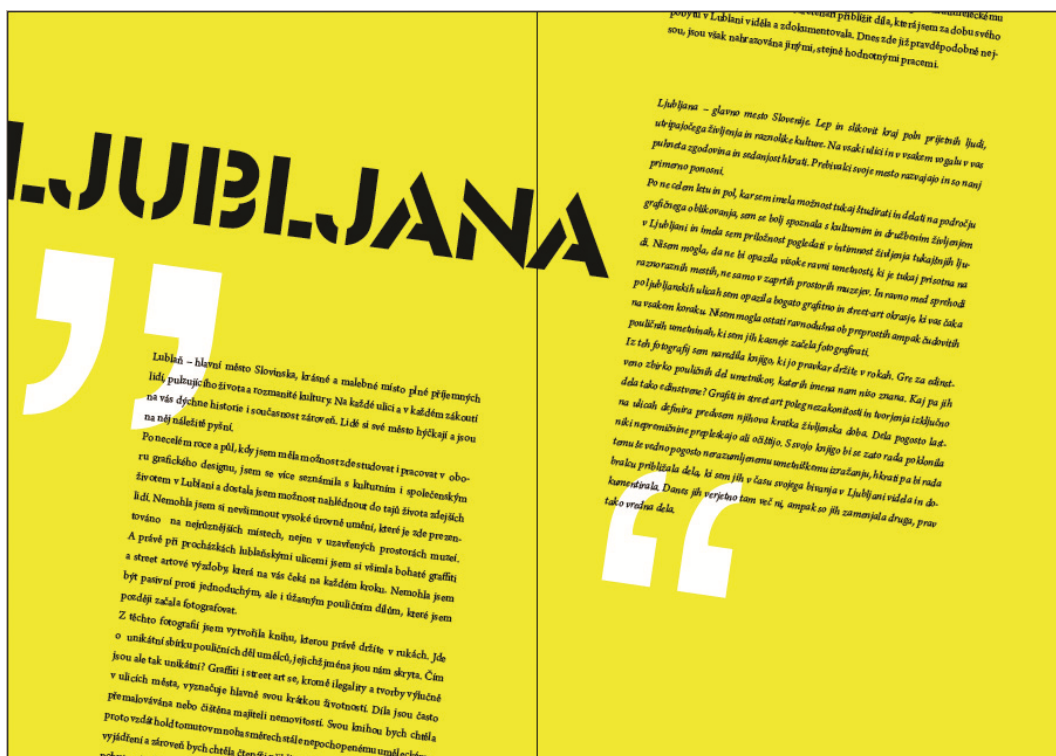 LJUBLJANA
Lublaň – hlavní město Slovinska, krásné a malebné místo plné příjemných
lidí, pulzujícího života a rozmanité kultury. Na každé ulici a v každém zákoutí
na vás dýchne historie i současnost zároveň. Lidé si své město hýčkají a jsou
na něj náležitě pyšní.
Po necelém roce a půl, kdy jsem měla možnost zde studovat i pracovat v obo-
ru grafického designu, jsem se více seznámila s kulturním i společenským
životem v Lublani a dostala jsem možnost nahlédnout do tajů života zdejších
lidí. Nemohla jsem si nevšimnout vysoké úrovně umění, které je zde prezen-
továno na nejrůznějších místech, nejen v uzavřených prostorách muzeí.
A právě při procházkách lublaňskými ulicemi jsem si všimla bohaté graffiti
a street artové výzdoby, která na vás čeká na každém kroku. Nemohla jsem
být pasivní proti jednoduchým, ale i úžasným pouličním dílům, které jsem
později začala fotografovat.
Z těchto fotografií jsem vytvořila knihu, kterou právě držíte v rukách. Jde
o unikátní sbírku pouličních děl umělců, jejichž jména jsou nám skryta. Čím
jsou ale tak unikátní? Graffiti i street art se, kromě ilegality a tvorby výlučně
v ulicích města, vyznačuje hlavně svou krátkou životností. Díla jsou často
přemalovávána nebo čištěna majiteli nemovitostí. Svou knihou bych chtěla
proto vzdát hold tomuto v mnoha směrech stále nepochopenému uměleckému
vyjádření a zároveň bych chtěla
přiblížit díla, která jsem za dobu svého
pobytu v Lublani viděla a zdokumentovala. Dnes zde již pravděpodobně nej-
sou, jsou však nahrazována jinými, stejně hodnotnými pracemi.
Ljubljana – glavno mesto Slovenije. Lep in slikovit kraj poln prijetnih ljudi,
utripajočega življenja in raznolike kulture. Na vsaki ulici in v vsakem vogalu v vas
puhneta zgodovina in sedanjost hkrati. Prebivalci svoje mesto razvajajo in so nanj
primerno ponosni.
Po ne celem letu in pol, kar sem imela možnost tukaj študirati in delati na področju
grafičnega oblikovanja, sem se bolj spoznala s kulturnim in družbenim življenjem
v Ljubljani in imela sem priložnost pogledati v intimnost življenja tukajšnjih lju-
di. Nisem mogla, da ne bi opazila visoke ravni umetnosti, ki je tukaj prisotna na
raznoraznih mestih, ne samo v zaprtih prostorih muzejev. In ravno med sprehodi
po ljubljanskih ulicah sem opazila bogato grafitno in street-art okrasje, ki vas čaka
na vsakem koraku. Nisem mogla ostati ravnodušna ob preprostih ampak čudovitih
pouličnih umetninah, ki sem jih kasneje začela fotografirati.
Iz teh fotografij sem naredila knjigo, ki jo pravkar držite v rokah. Gre za edinst-
veno zbirko pouličnih del umetnikov, katerih imena nam niso znana. Kaj pa jih
dela tako edinstvene? Grafiti in street art poleg nezakonitosti in tvorjenja izključno
na ulicah definira predvsem njihova kratka življenska doba. Dela pogosto last-
niki nepremičnine prepleskajo ali očistijo. S svojo knjigo bi se zato rada poklonila
temu še vedno pogosto nerazumljenemu umetniškemu izražanju, hkrati pa bi rada
bralcu približala dela, ki sem jih v času svojega bivanja v Ljubljani videla in do-
kumentirala. Danes jih verjetno tam več ni, ampak so jih zamenjala druga, prav
tako vredna dela.